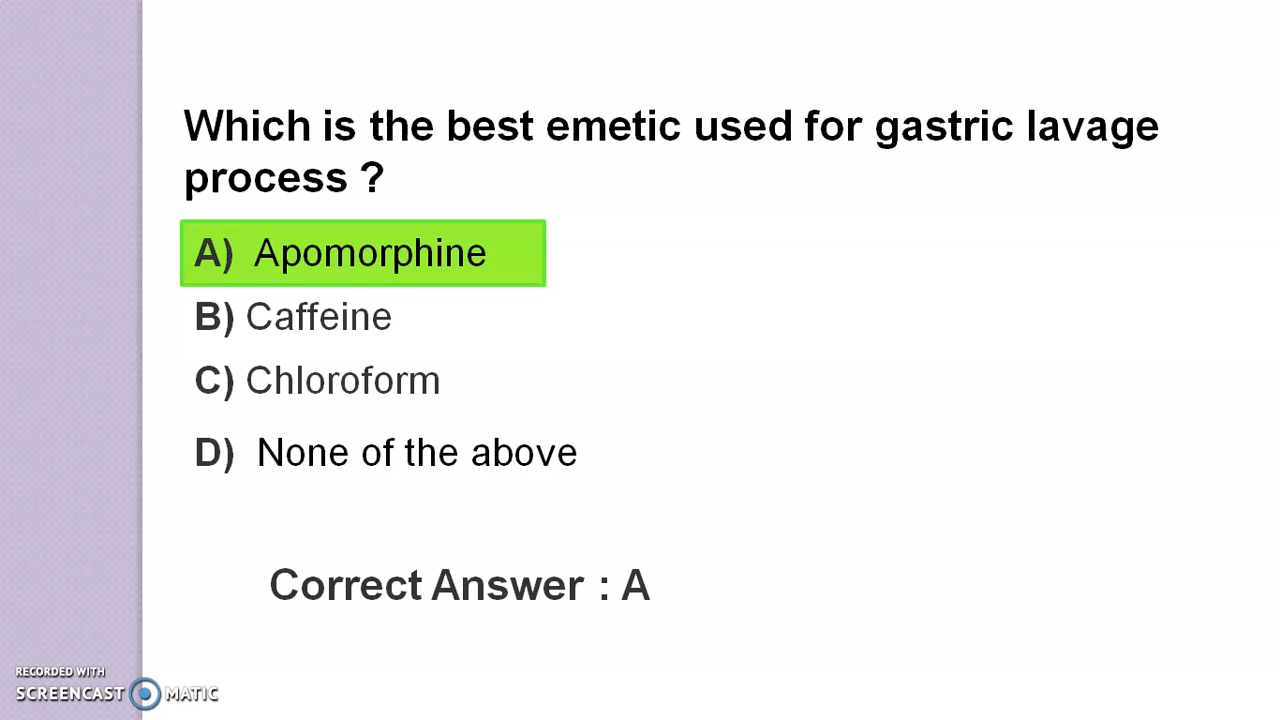 Which is the best emetic used for gastric lavage
process ?
A) Apomorphine
B) Caffeine
C) Chloroform
D) None of the above
Correct Answer : A
RECORDED WITH
SCREENCAST MATIC